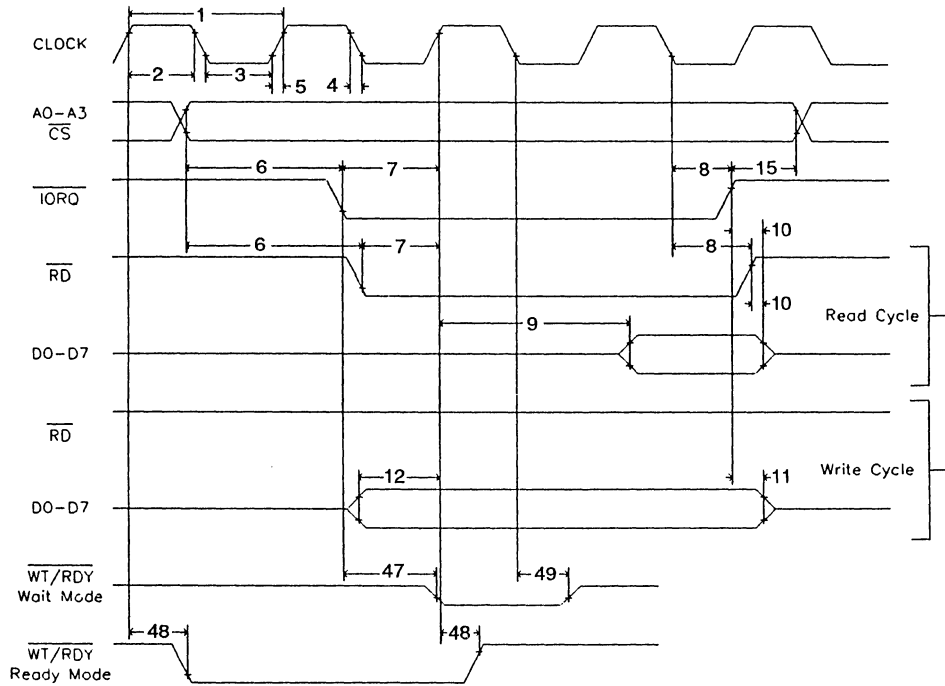 1
CLOCK
2 3 5 4
A0-A3
CS
6 7 8 15
IORQ
10
6 7 8
RD
10
9
Read Cycle
D0-D7
RD
12 11
Write Cycle
D0-D7
47 49
WT/RDY
Wait Mode
48 48
WT/RDY
Ready Mode